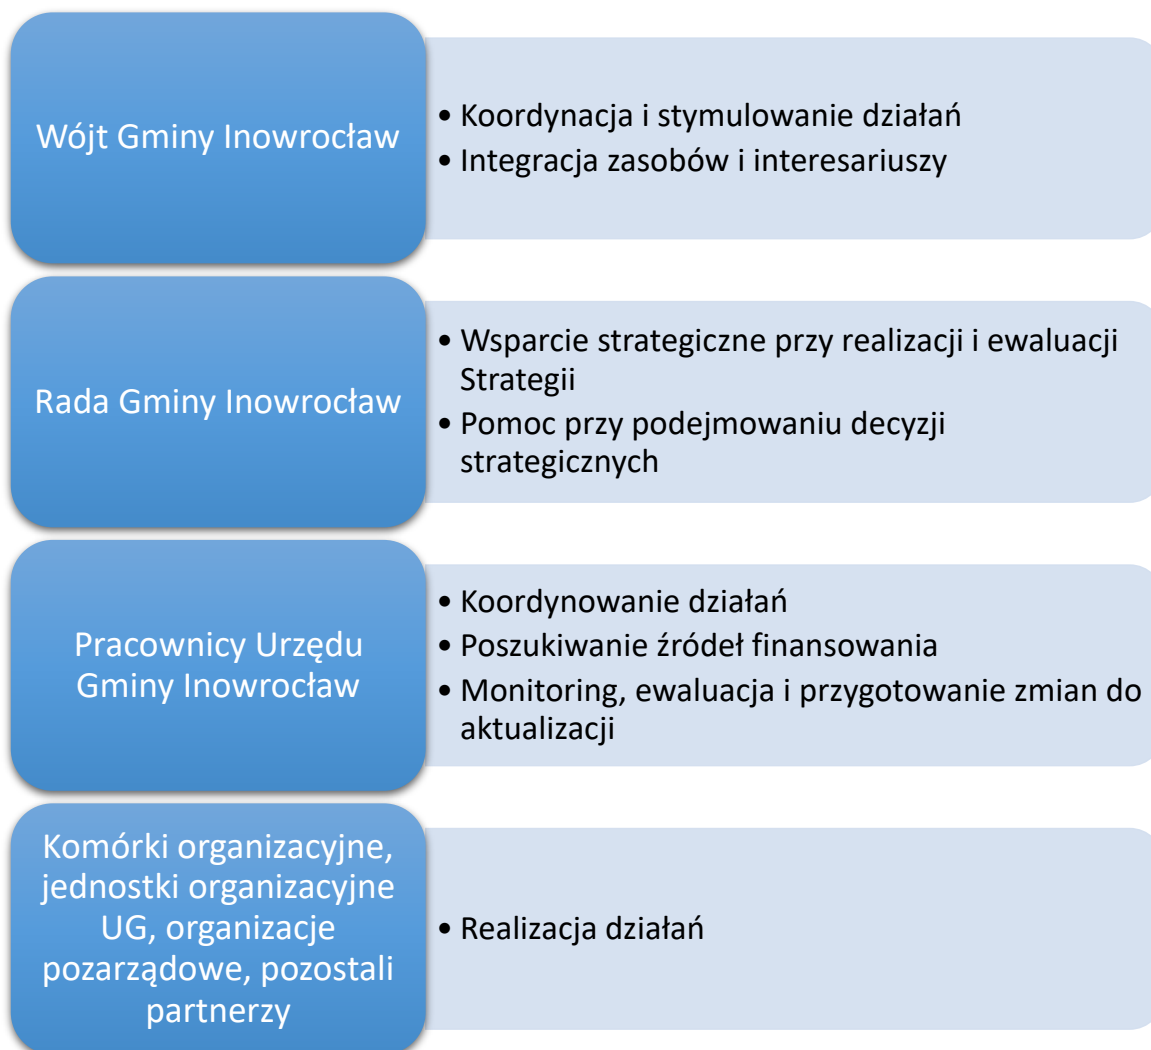 Wójt Gminy Inowrocław
• Koordynacja i stymulowanie działań
• Integracja zasobów i interesariuszy
Rada Gminy Inowrocław
• Wsparcie strategiczne przy realizacji i ewaluacji
Strategii
• Pomoc przy podejmowaniu decyzji
strategicznych
Pracownicy Urzędu
Gminy Inowrocław
• Koordynowanie działań
• Poszukiwanie źródeł finansowania
• Monitoring, ewaluacja i przygotowanie zmian do
aktualizacji
Komórki organizacyjne,
jednostki organizacyjne
UG, organizacje
pozarządowe, pozostali
partnerzy
• Realizacja działań